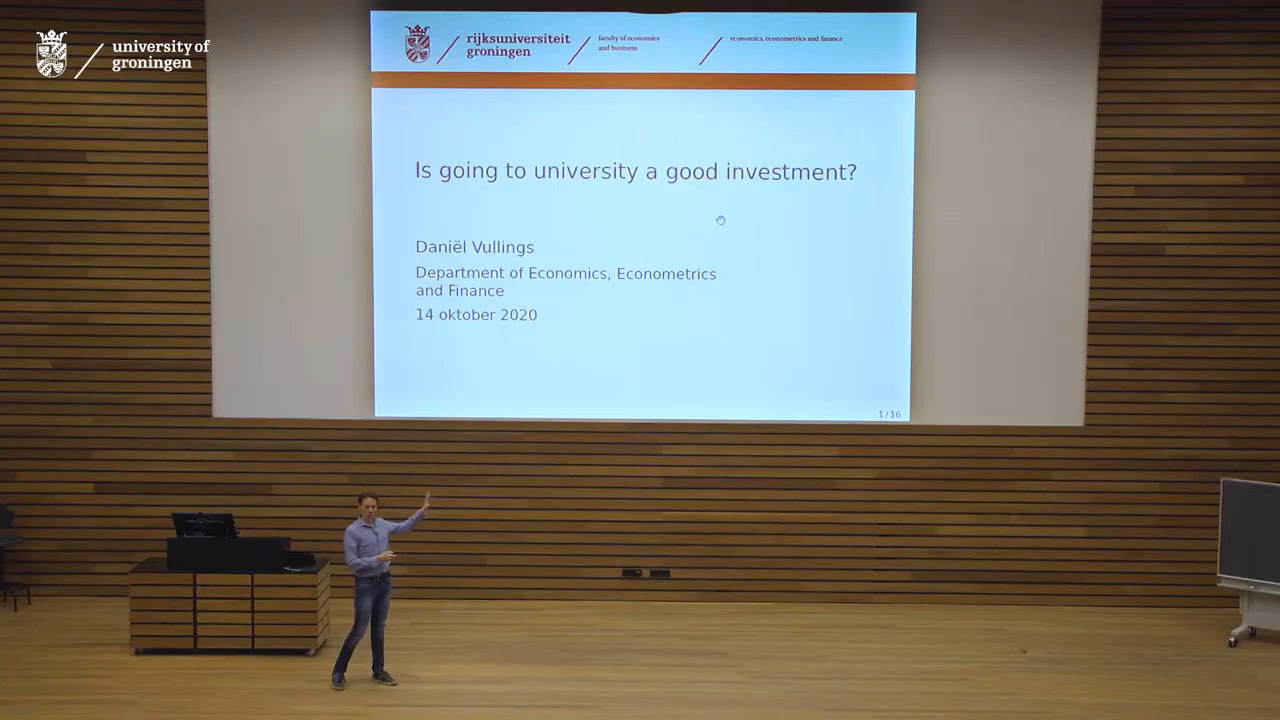 university of
groningen
rijksuniversiteit
groningen
faculty of economics
and business
economics, econometrics and finance
Is going to university a good investment?
Daniël Vullings
Department of Economics, Econometrics
and Finance
14 oktober 2020
1 / 16